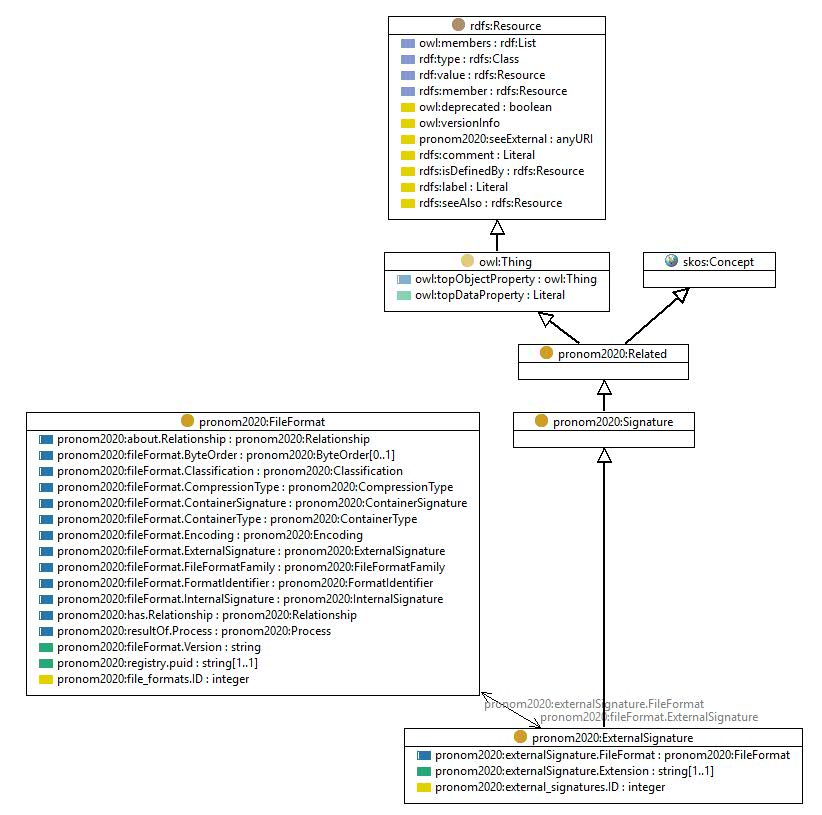 rdfs:Resource
owl:members : rdf:List
rdf:type : rdfs:Class
rdf:value : rdfs:Resource
rdfs:member : rdfs:Resource
owl:deprecated : boolean
owl:versionInfo
pronom2020:seeExternal : anyURI
rdfs:comment : Literal
rdfs:isDefinedBy : rdfs:Resource
rdfs:label : Literal
rdfs:seeAlso : rdfs:Resource
owl:Thing
owl:topObjectProperty : owl:Thing
owl:topDataProperty : Literal
skos:Concept
pronom2020:Related
pronom2020:Signature
pronom2020:FileFormat
pronom2020:about.Relationship : pronom2020:Relationship
pronom2020:fileFormat.ByteOrder : pronom2020:ByteOrder[0..1]
pronom2020:fileFormat.Classification : pronom2020:Classification
pronom2020:fileFormat.CompressionType : pronom2020:CompressionType
pronom2020:fileFormat.ContainerSignature : pronom2020:ContainerSignature
pronom2020:fileFormat.ContainerType : pronom2020:ContainerType
pronom2020:fileFormat.Encoding : pronom2020:Encoding
pronom2020:fileFormat.ExternalSignature : pronom2020:ExternalSignature
pronom2020:fileFormat.FileFormatFamily : pronom2020:FileFormatFamily
pronom2020:fileFormat.FormatIdentifier : pronom2020:FormatIdentifier
pronom2020:fileFormat.InternalSignature : pronom2020:InternalSignature
pronom2020:has.Relationship : pronom2020:Relationship
pronom2020:resultOf.Process : pronom2020:Process
pronom2020:fileFormat.Version : string
pronom2020:registry.puid : string[1..1]
pronom2020:file_formats.ID : integer
pronom2020:externalSignature.FileFormat
pronom2020:fileFormat.ExternalSignature
pronom2020:ExternalSignature
pronom2020:externalSignature.FileFormat : pronom2020:FileFormat
pronom2020:externalSignature.Extension : string[1..1]
pronom2020:external_signatures.ID : integer